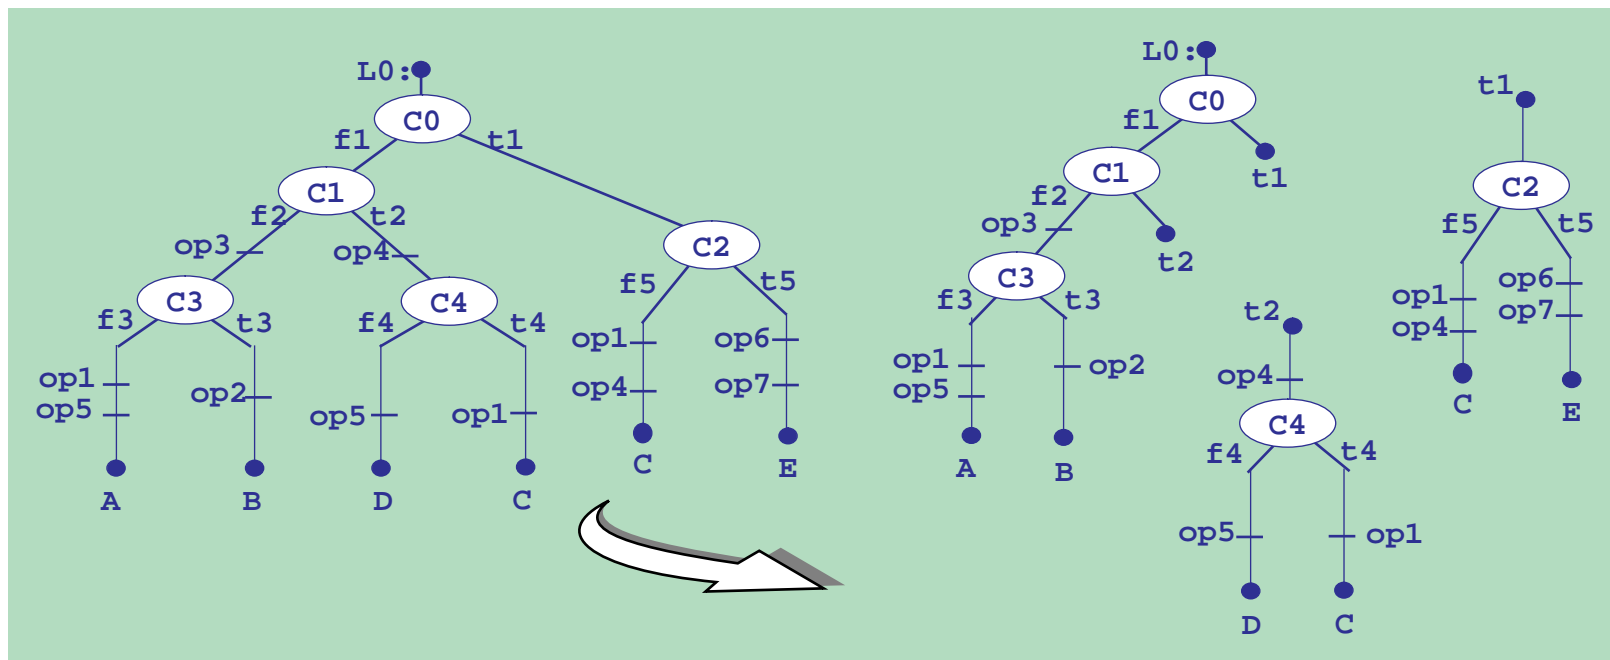 L0:
C0
f1 t1
C1
f2 t2
op3 op4
C2
f5 t5
C3 C4
f3 t3 f4 t4
op1 op2 op5 op1 op1 op6
op5 op4 op7
A B D C C E
L0:
C0
f1
t1
C1
f2
op3
t2
C3
f3 t3
op1 op2
op5
A B
t2
op4
C4
f4 t4
op5 op1
D C
t1
C2
f5 t5
op1 op6
op4 op7
C E